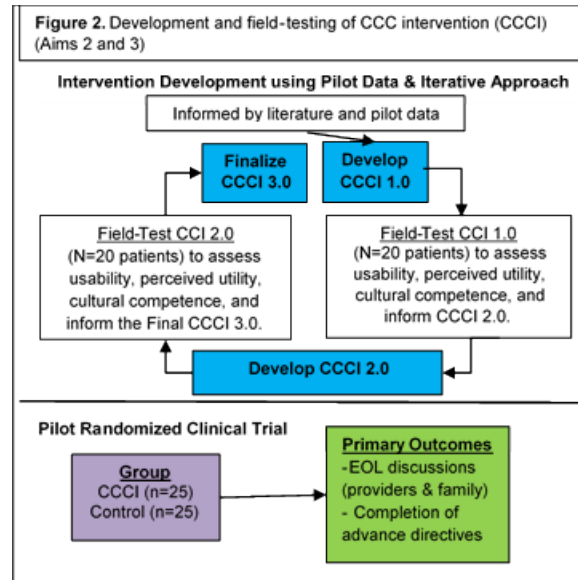 Figure 2. Development and field-testing of CCC intervention (CCCI)
(Aims 2 and 3)
Intervention Development using Pilot Data & Iterative Approach
Informed by literature and pilot data
Finalize
CCCI 3.0
Develop
CCCI 1.0
Field-Test CCI 2.0
(N=20 patients) to assess
usability, perceived utility,
cultural competence, and
inform the Final CCCI 3.0.
Field-Test CCI 1.0
(N=20 patients) to assess
usability, perceived utility,
cultural competence, and
inform CCCI 2.0.
Develop CCCI 2.0
Pilot Randomized Clinical Trial
Group
CCCI (n=25)
Control (n=25)
Primary Outcomes
-EOL discussions
(providers & family)
- Completion of
advance directives